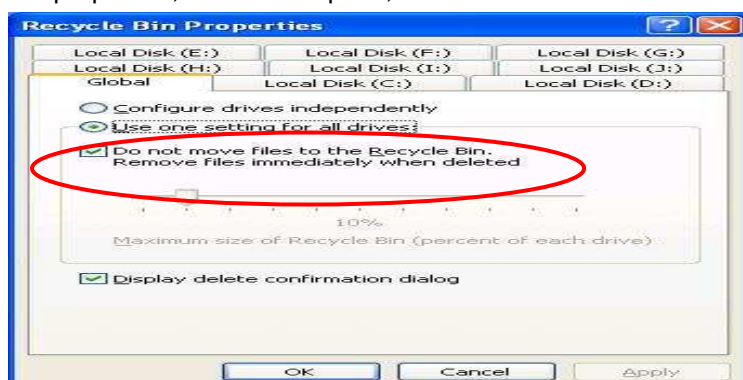 Recycle Bin Properties
Local Disk (E:) Local Disk (F:) Local Disk (G:)
Local Disk (H:) Local Disk (I:) Local Disk (J:)
Global Local Disk (C:) Local Disk (D:)
Configure drives independently
Use one setting for all drives:
Do not move files to the Recycle Bin.
Remove files immediately when deleted
10%
Maximum size of Recycle Bin (percent of each drive)
Display delete confirmation dialog
OK Cancel Apply